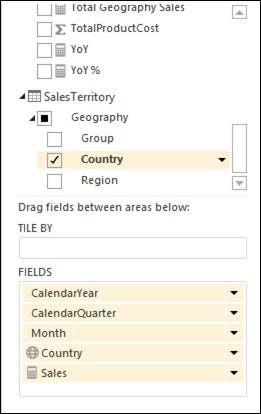 Total Geography Sales
TotalProductCost
YoY
YoY %
SalesTerritory
Geography
Group
Country
Region
Drag fields between areas below:
TILE BY
FIELDS
CalendarYear
CalendarQuarter
Month
Country
Sales